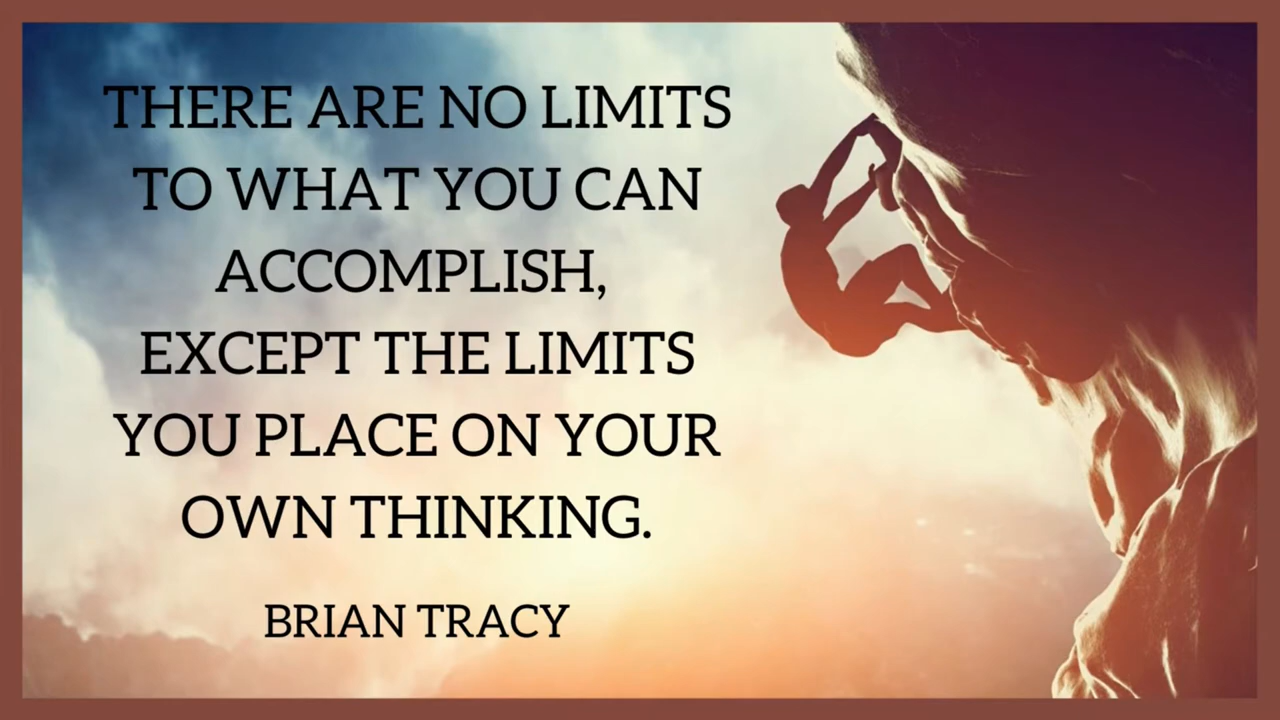 THERE ARE NO LIMITS
TO WHAT YOU CAN
ACCOMPLISH,
EXCEPT THE LIMITS
YOU PLACE ON YOUR
OWN THINKING.
BRIAN TRACY